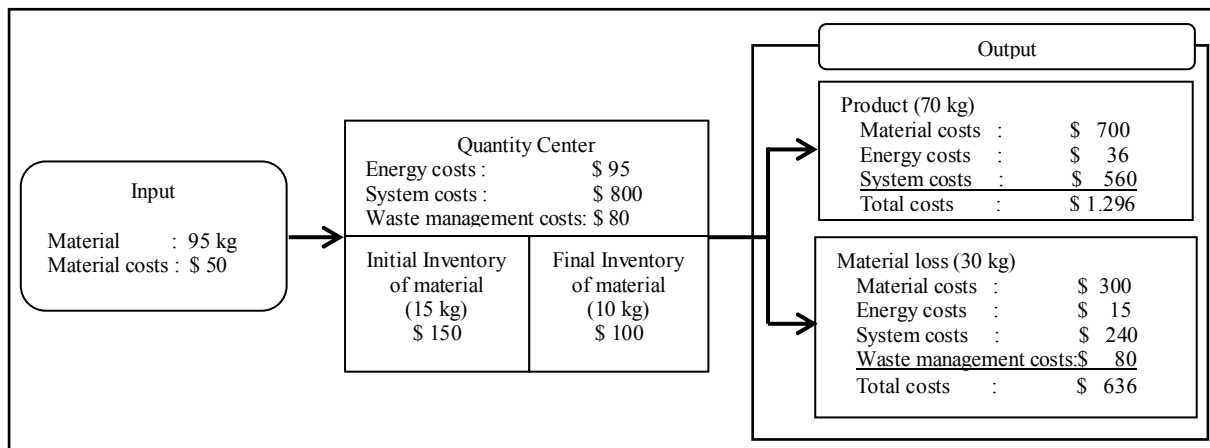 Output
Input
Material : 95 kg
Material costs : $ 50
Quantity Center
Energy costs : $ 95
System costs : $ 800
Waste management costs: $ 80
Initial Inventory
of material
(15 kg)
$ 150
Final Inventory
of material
(10 kg)
$ 100
Product (70 kg)
Material costs : $ 700
Energy costs : $ 36
System costs : $ 560
Total costs : $ 1.296
Material loss (30 kg)
Material costs : $ 300
Energy costs : $ 15
System costs : $ 240
Waste management costs:$ 80
Total costs : $ 636